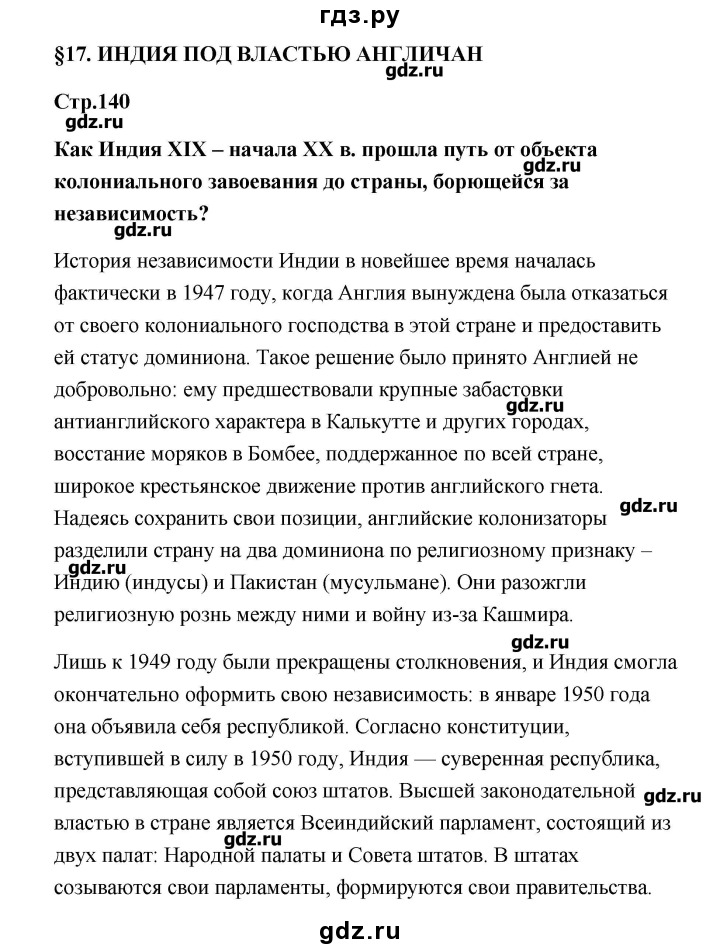 гдз.ру
§17. ИНДИЯ ПОД ВЛАСТЬЮ АНГЛИЧАН
gdz.ru
Стр.140
gdz.ru
Как Индия XIX – начала XX в. прошла путь от объекта
gdz.ru
колониального завоевания до страны, борющейся за
независимость?
gdz.ru
История независимости Индии в новейшее время началась
фактически в 1947 году, когда Англия вынуждена была отказаться
от своего колониального господства в этой стране и предоставить
ей статус доминиона. Такое решение было принято Англией не
добровольно: ему предшествовали крупные забастовки
gdz.ru
антианглийского характера в Калькутте и других городах,
восстание моряков в Бомбее, поддержанное по всей стране,
широкое крестьянское движение против английского гнета.
gdz.ru
Надеясь сохранить свои позиции, английские колонизаторы
разделили страну на два доминиона по религиозному признаку –
gdz.ru
Индию (индусы) и Пакистан (мусульмане). Они разожгли
религиозную рознь между ними и войну из-за Кашмира.
gdz.ru
Лишь к 1949 году были прекращены столкновения, и Индия смогла
окончательно оформить свою независимость: в январе 1950 года
она объявила себя республикой. Согласно конституции,
вступившей в силу в 1950 году, Индия — суверенная республика,
представляющая собой союз штатов. Высшей законодательной
gdz.ru
властью в стране является Всеиндийский парламент, состоящий из
gdz.ru
двух палат: Народной палаты и Совета штатов. В штатах
созываются свои парламенты, формируются свои правительства.
gdz.ru